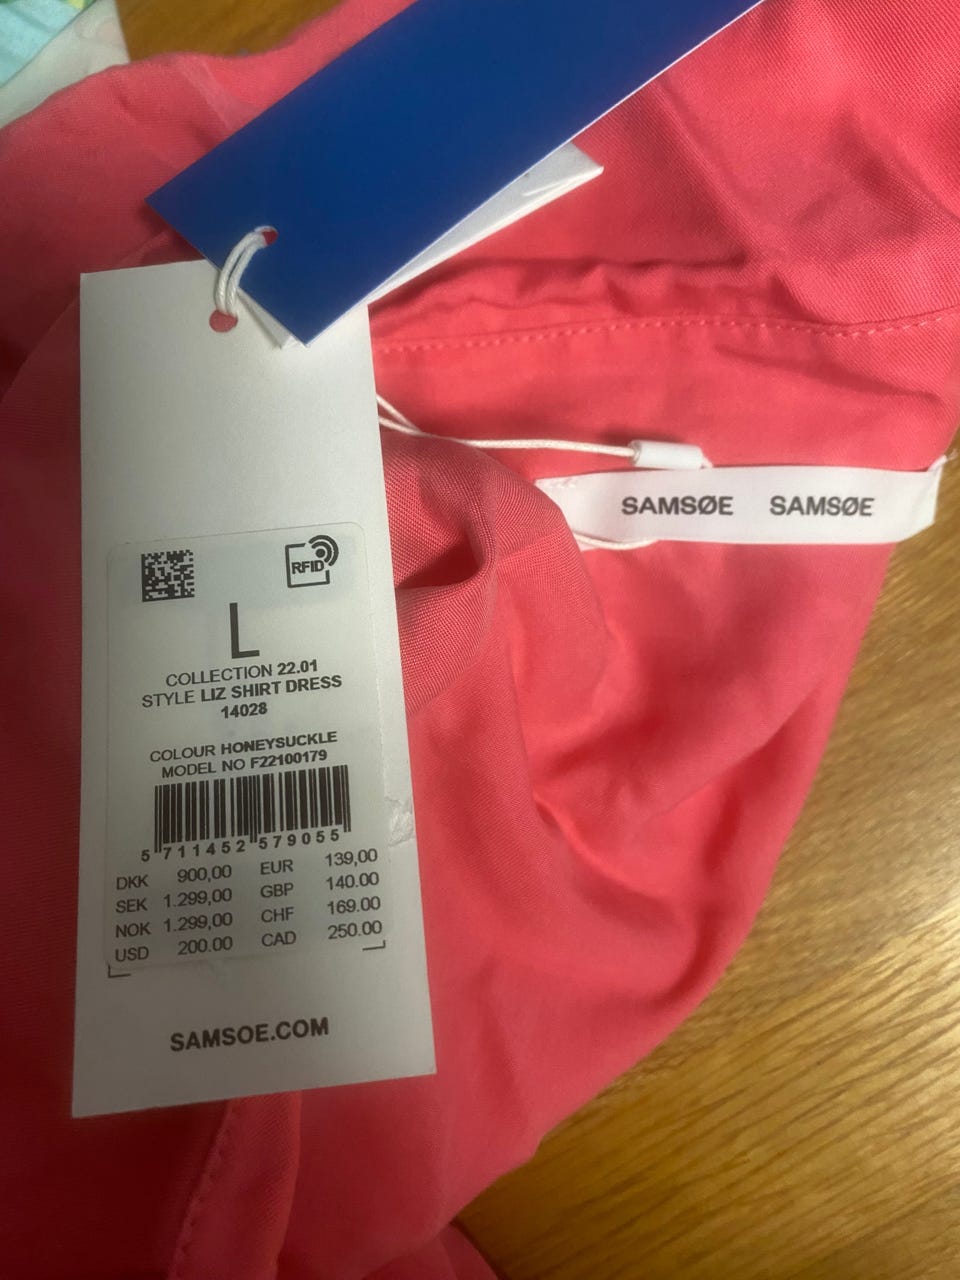 SAMSØE SAMSØE
RFID
L
COLLECTION 22.01
STYLE LIZ SHIRT DRESS
14028
COLOUR HONEYSUCKLE
MODEL NO F22100179
5 711452 579055
DKK 900,00 EUR 139,00
SEK 1.299,00 GBP 140.00
NOK 1.299,00 CHF 169.00
USD 200.00 CAD 250.00
SAMSOE.COM